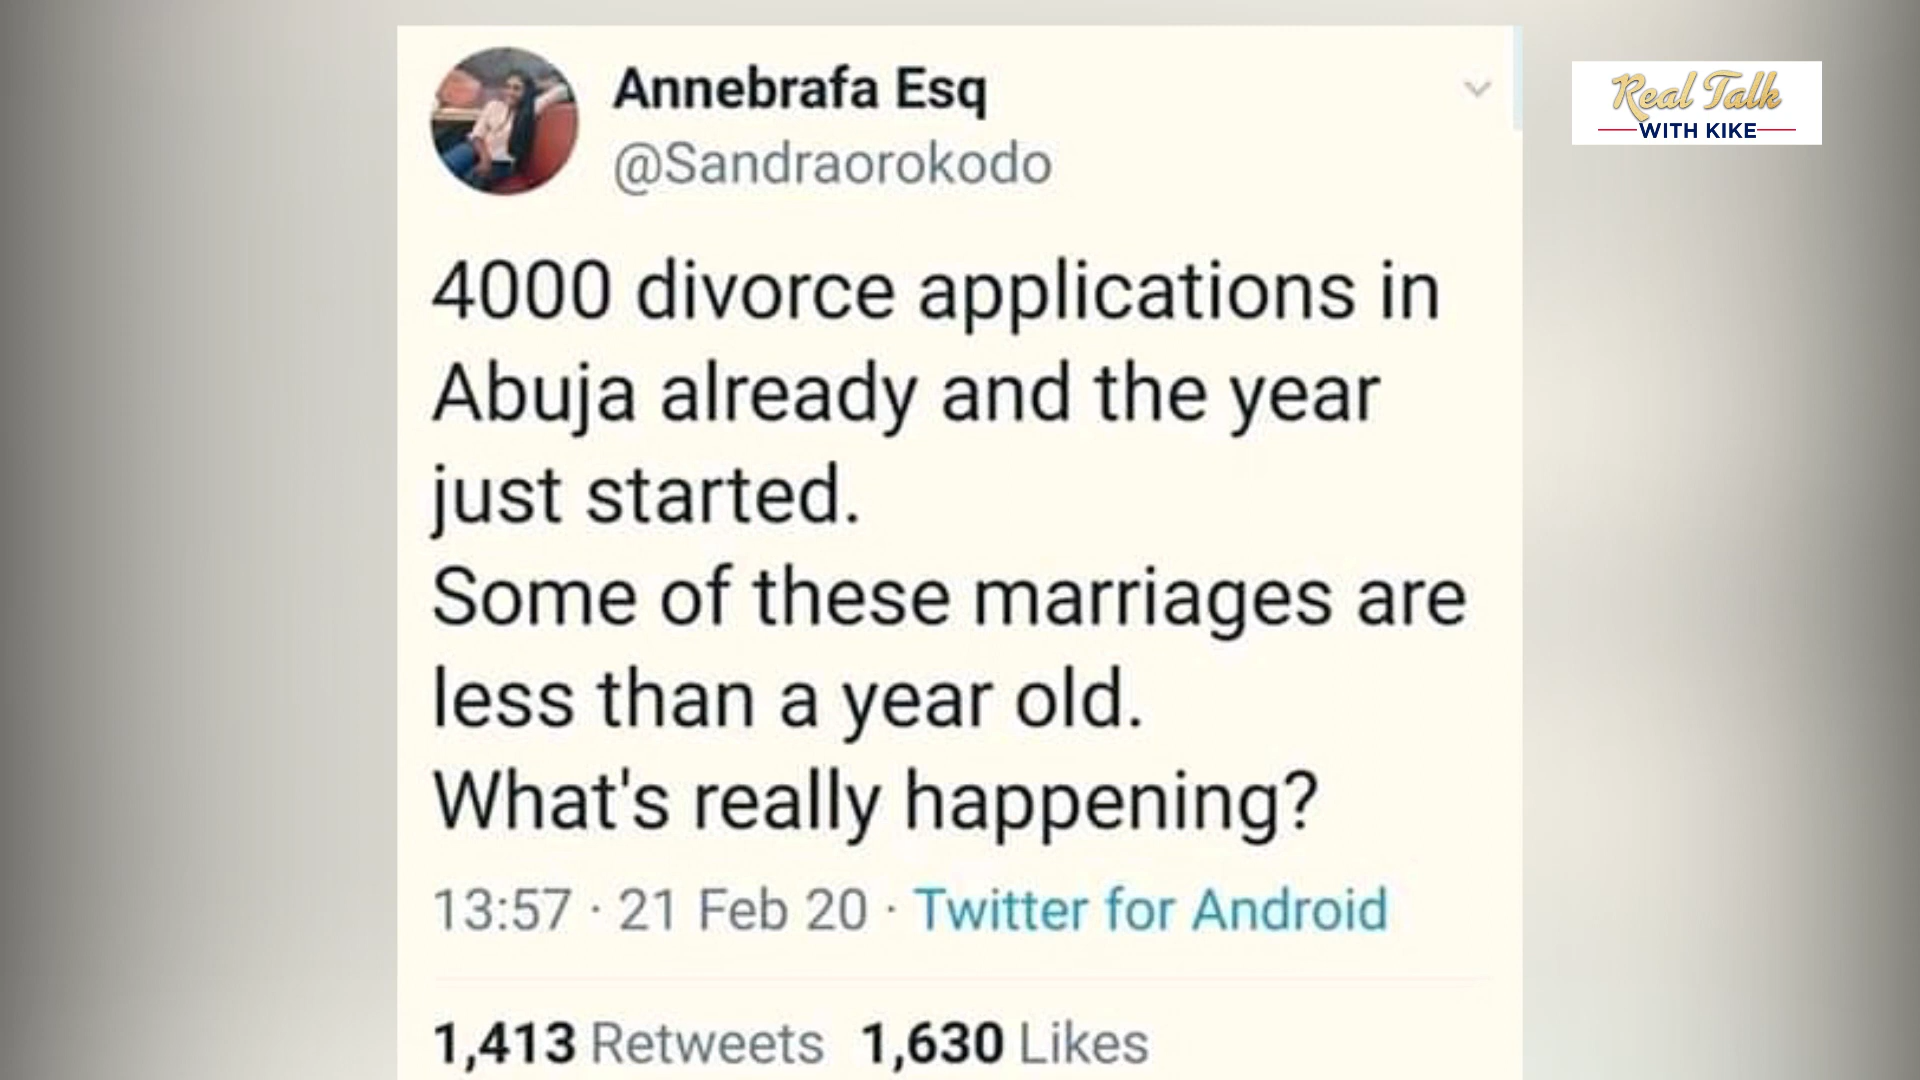 Annebrafa Esq
@Sandraorokodo
Real Talk
WITH KIKE
4000 divorce applications in
Abuja already and the year
just started.
Some of these marriages are
less than a year old.
What's really happening?
13:57 · 21 Feb 20 · Twitter for Android
1,413 Retweets 1,630 Likes